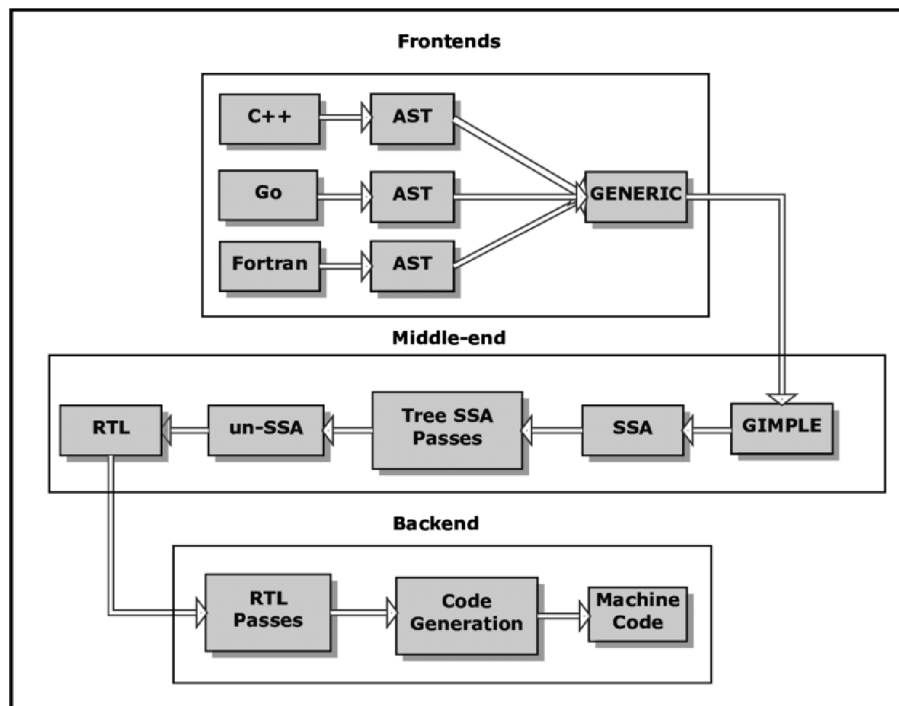 Frontends
C++
AST
Go
AST
GENERIC
Fortran
AST
Middle-end
RTL
un-SSA
Tree SSA
Passes
SSA
GIMPLE
Backend
RTL
Passes
Code
Generation
Machine
Code